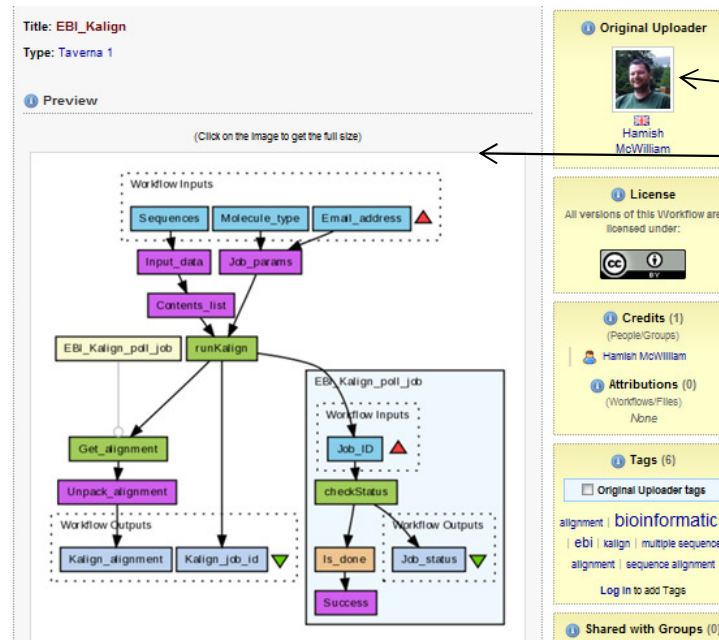 Title: EBI_Kalign
Type: Taverna 1
Preview
(Click on the image to get the full size)
Workflow Inputs
Sequences Molecule_type Email_address
Input_data Job_params
Contents_list
EBI_Kalign_poll_job runKalign
EBI_Kalign_poll_job
Workflow Inputs
Get_alignment Job_ID
Unpack_alignment checkStatus
Workflow Outputs Workflow Outputs
Kalign_alignment Kalign_job_id Is_done Job_status
Success
Original Uploader
Hamish
McWilliam
License
All versions of this Workflow are
licensed under:
cc BY
Credits (1)
(People/Groups)
Hamish McWilliam
Attributions (0)
(Workflows/Files)
None
Tags (6)
Original Uploader tags
alignment | bioinformatic
| ebi | kalign | multiple sequence
alignment | sequence alignment
Log in to add Tags
Shared with Groups (0)